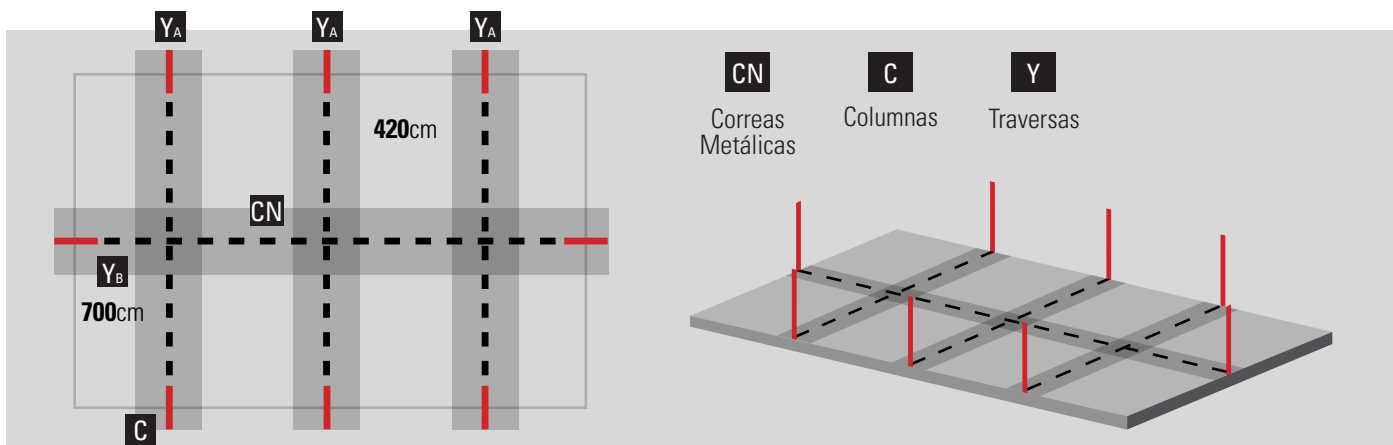 YA YA YA
420cm
CN
YB
700cm
C
CN C Y
Correas Metálicas
Columnas
Traversas